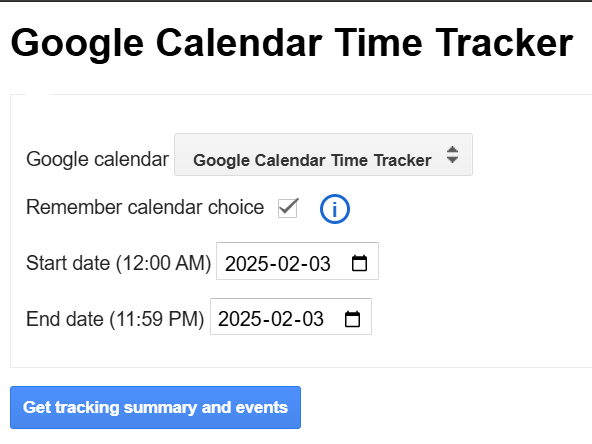 Google Calendar Time Tracker
Google calendar Google Calendar Time Tracker
Remember calendar choice i
Start date (12:00 AM) 2025-02-03
End date (11:59 PM) 2025-02-03
Get tracking summary and events